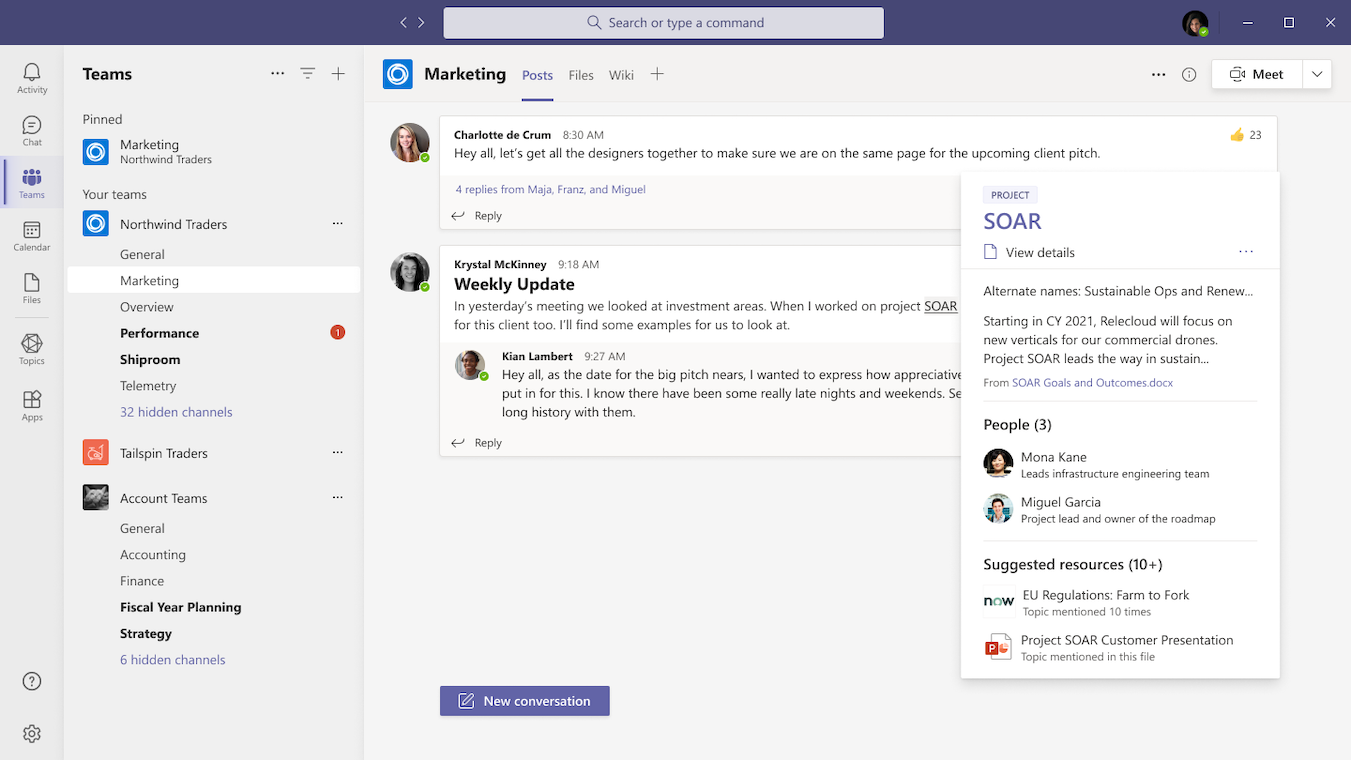 Search or type a command
Activity
Chat
Teams
Calendar
Files
Topics
Apps
Teams
Pinned
Marketing
Northwind Traders
Your teams
Northwind Traders
General
Marketing
Overview
Performance 1
Shiproom
Telemetry
32 hidden channels
Tailspin Traders
Account Teams
General
Accounting
Finance
Fiscal Year Planning
Strategy
6 hidden channels
Marketing Posts Files Wiki
Meet
Charlotte de Crum 8:30 AM 👍 23
Hey all, let's get all the designers together to make sure we are on the same page for the upcoming client pitch.
4 replies from Maja, Franz, and Miguel
Reply
Krystal McKinney 9:18 AM
Weekly Update
In yesterday's meeting we looked at investment areas. When I worked on project SOAR
for this client too. I'll find some examples for us to look at.
Kian Lambert 9:27 AM
Hey all, as the date for the big pitch nears, I wanted to express how appreciative
put in for this. I know there have been some really late nights and weekends. Se
long history with them.
Reply
New conversation
PROJECT
SOAR
View details
Alternate names: Sustainable Ops and Renew...
Starting in CY 2021, Relecloud will focus on
new verticals for our commercial drones.
Project SOAR leads the way in sustain...
From SOAR Goals and Outcomes.docx
People (3)
Mona Kane
Leads infrastructure engineering team
Miguel Garcia
Project lead and owner of the roadmap
Suggested resources (10+)
now
EU Regulations: Farm to Fork
Topic mentioned 10 times
P
Project SOAR Customer Presentation
Topic mentioned in this file